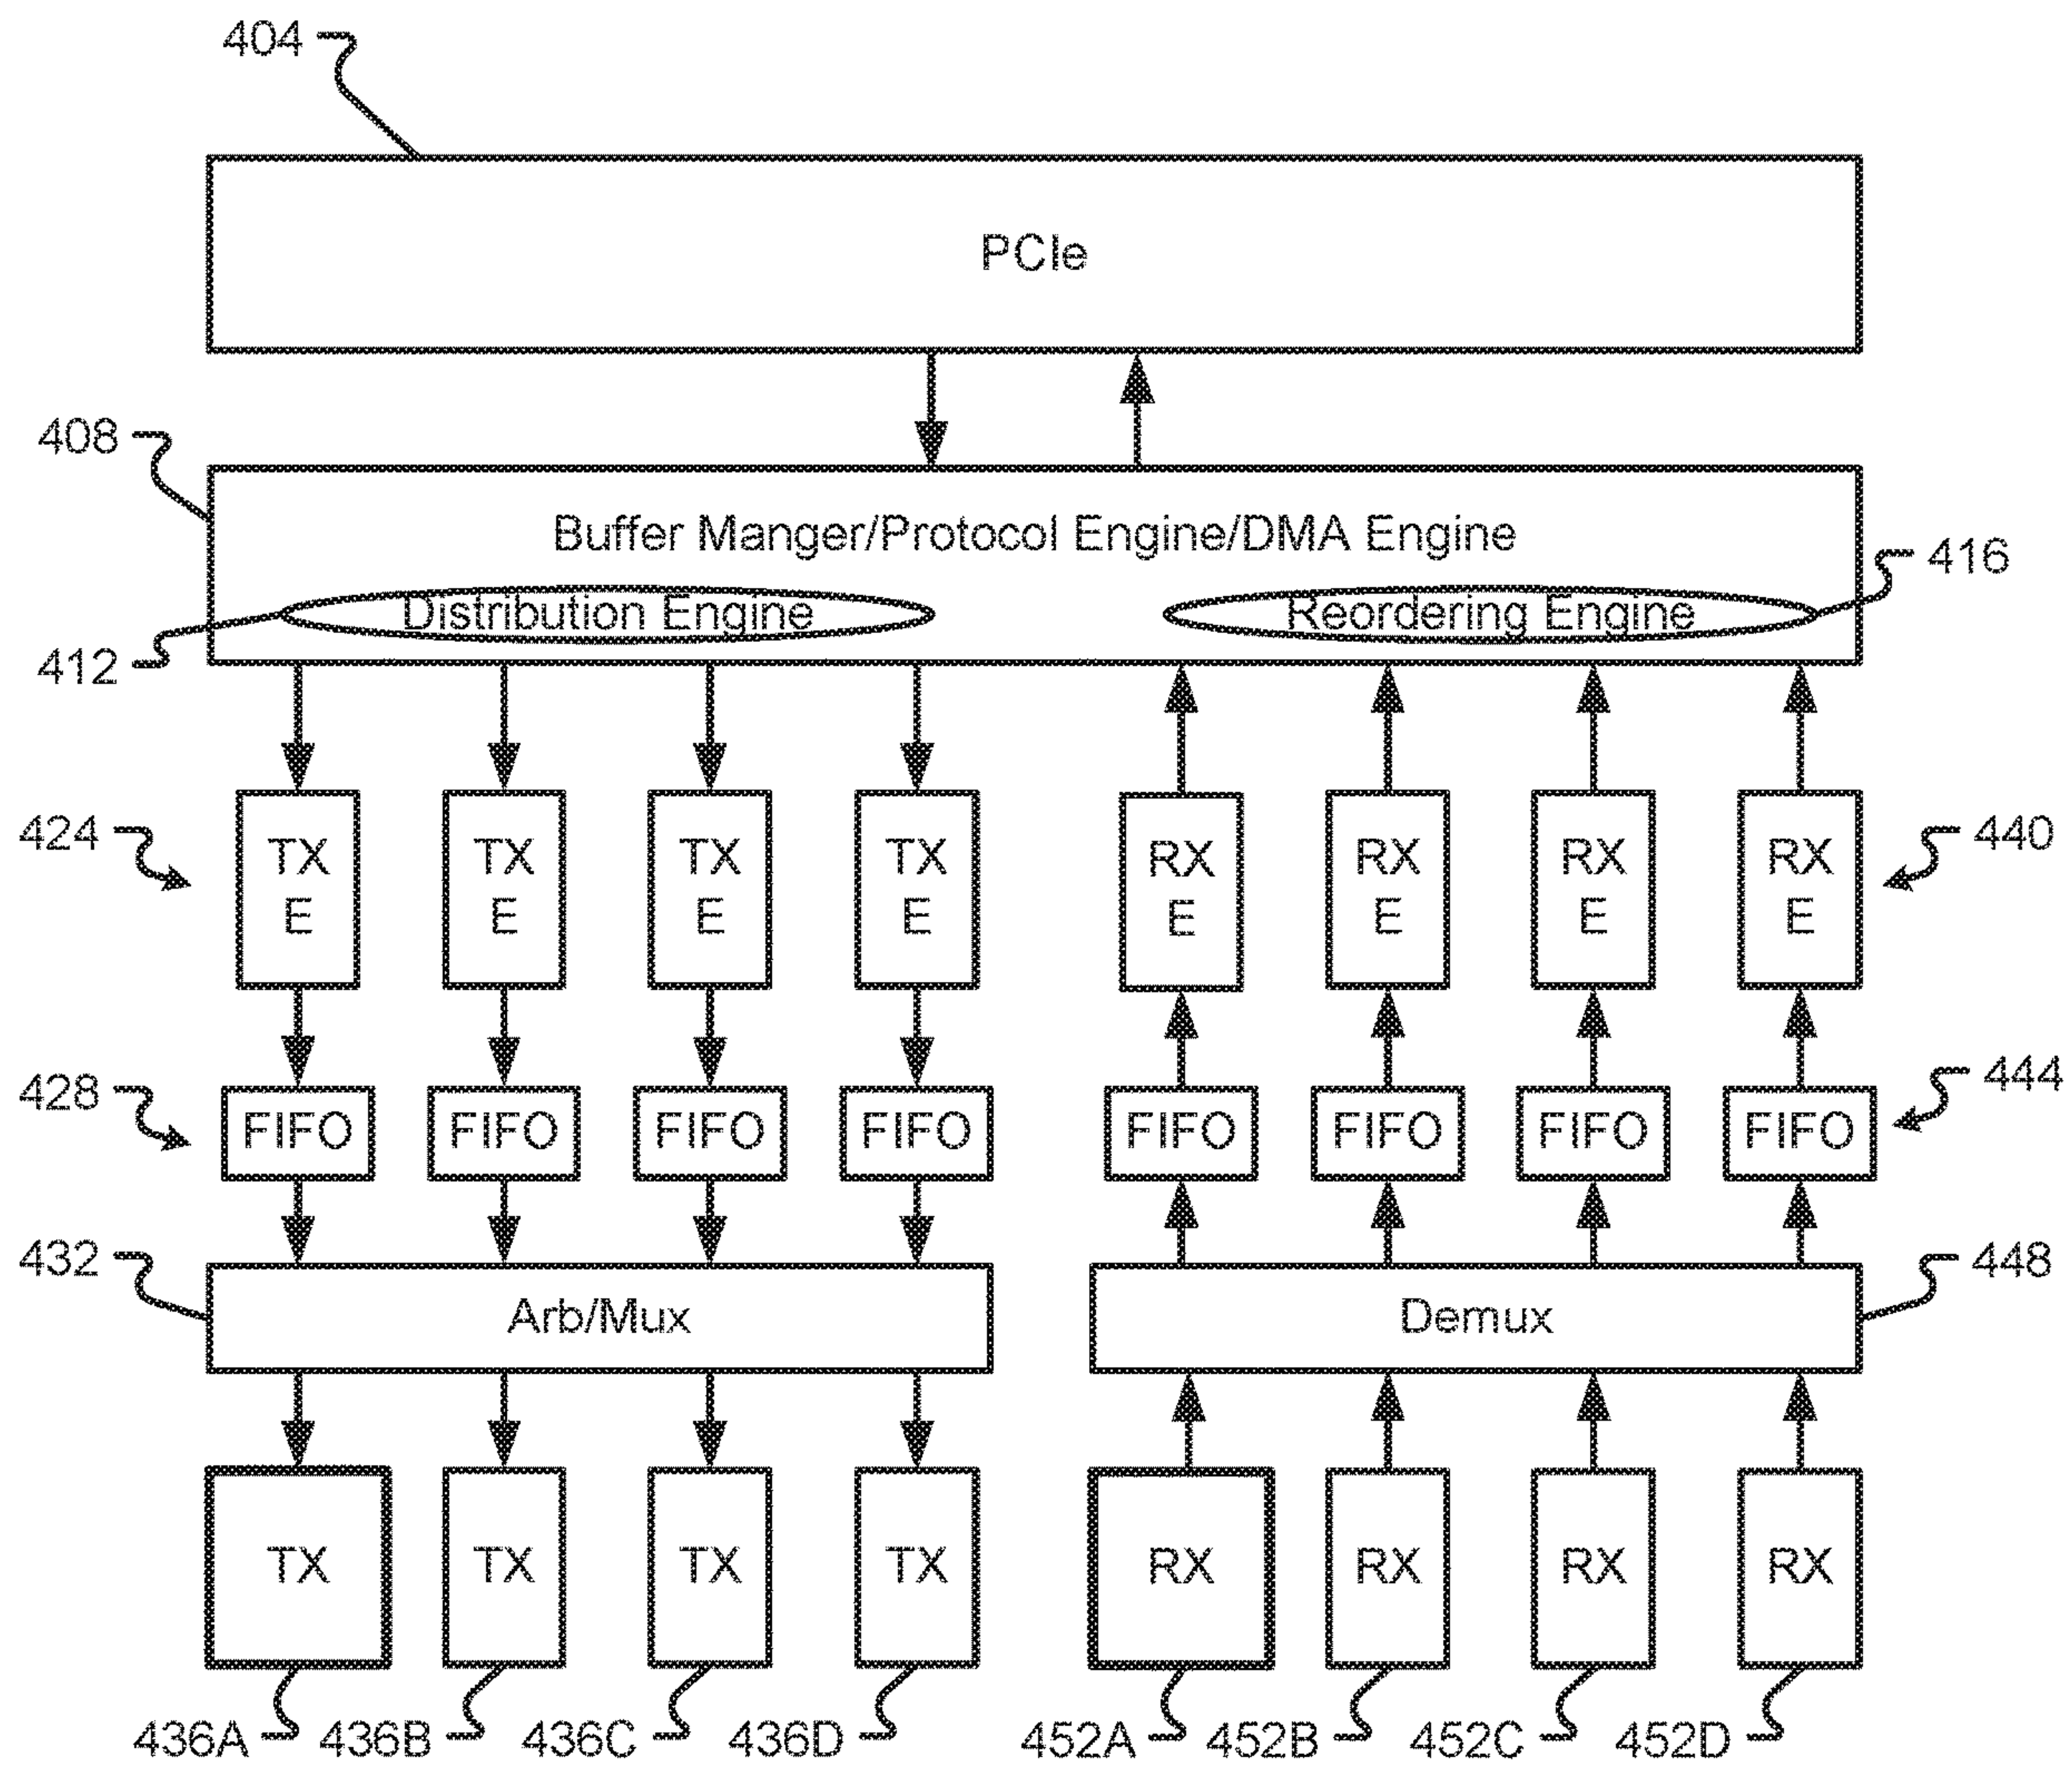 404
PCIe
408
Buffer Manger/Protocol Engine/DMA Engine
416
Distribution Engine Reordering Engine
412
424 TX TX TX TX RX RX RX RX 440
E E E E E E E E
428 FIFO FIFO FIFO FIFO FIFO FIFO FIFO FIFO 444
432 Arb/Mux Demux 448
TX TX TX TX RX RX RX RX
436A 436B 436C 436D 452A 452B 452C 452D